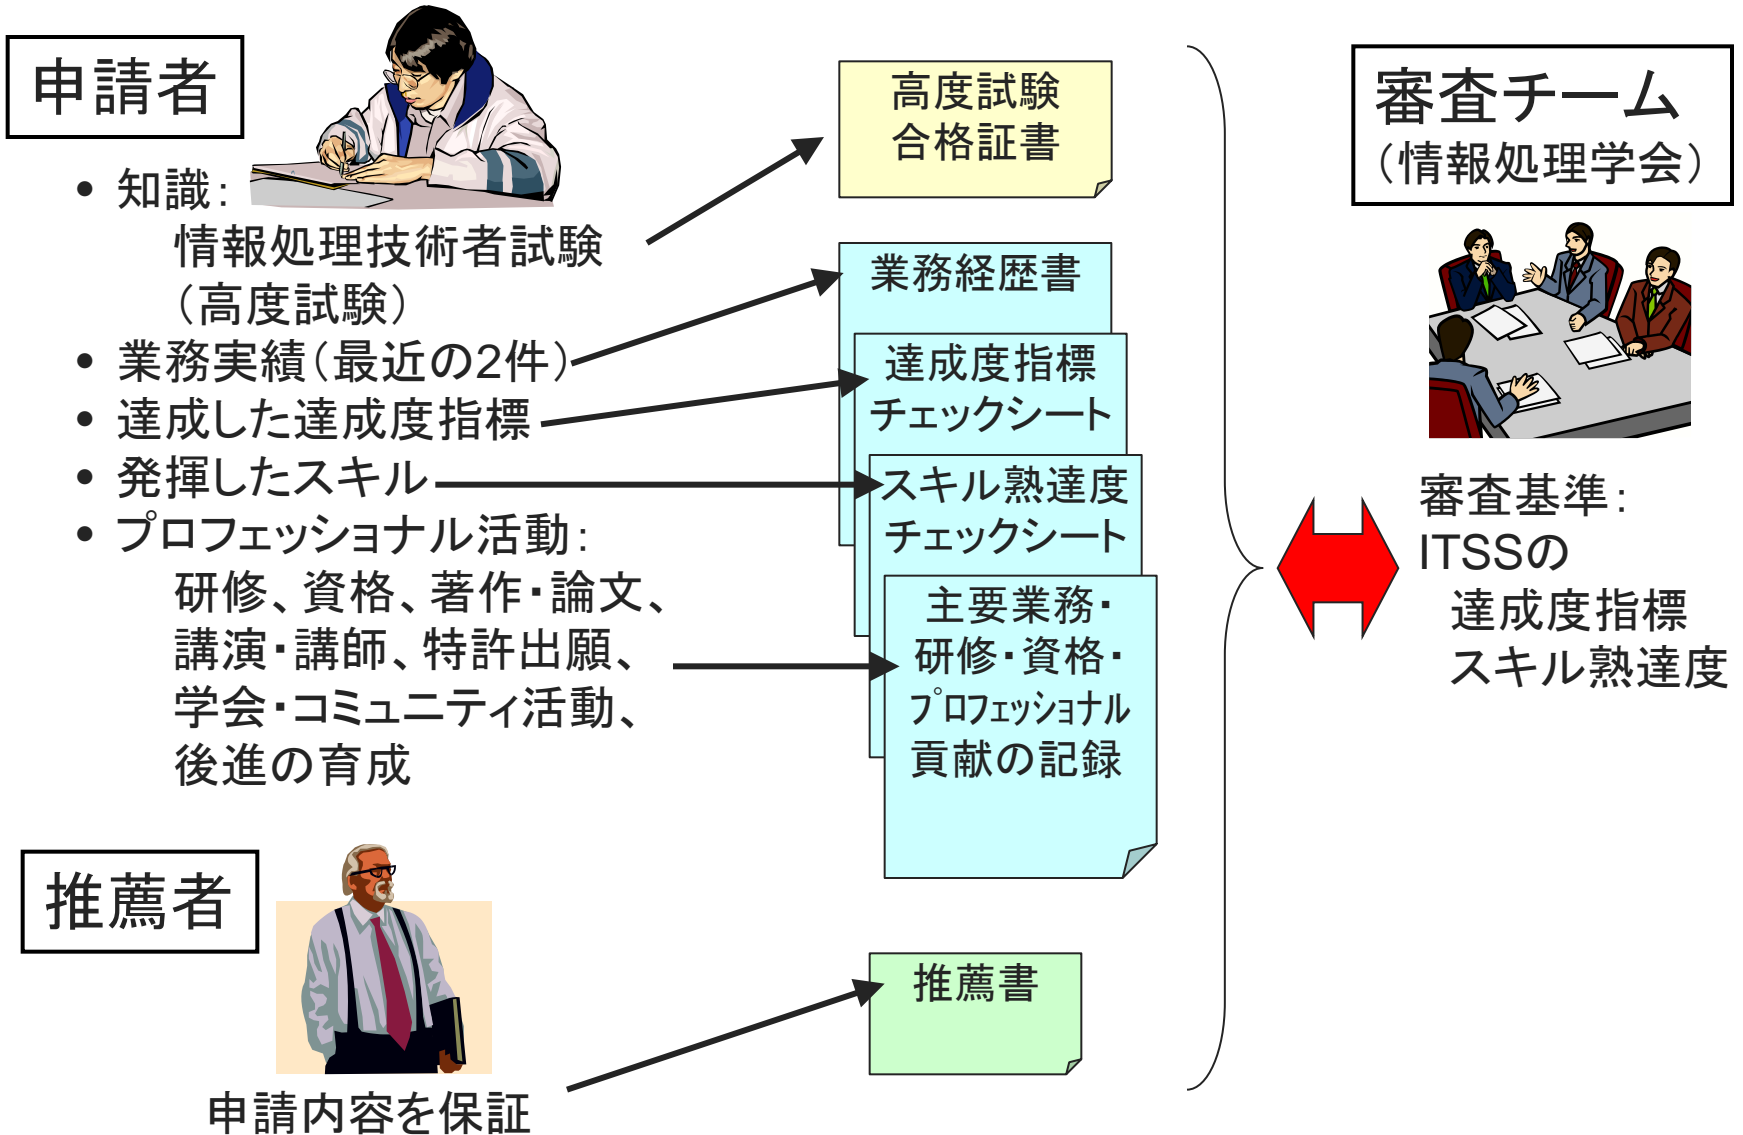 申請者
• 知識：
情報処理技術者試験
（高度試験）
• 業務実績（最近の2件）
• 達成した達成度指標
• 発揮したスキル
• プロフェッショナル活動：
研修、資格、著作・論文、
講演・講師、特許出願、
学会・コミュニティ活動、
後進の育成
推薦者
申請内容を保証
高度試験
合格証書
業務経歴書
達成度指標
チェックシート
スキル熟達度
チェックシート
主要業務・
研修・資格・
プロフェッショナル
貢献の記録
推薦書
審査チーム
（情報処理学会）
審査基準：
ITSSの
達成度指標
スキル熟達度